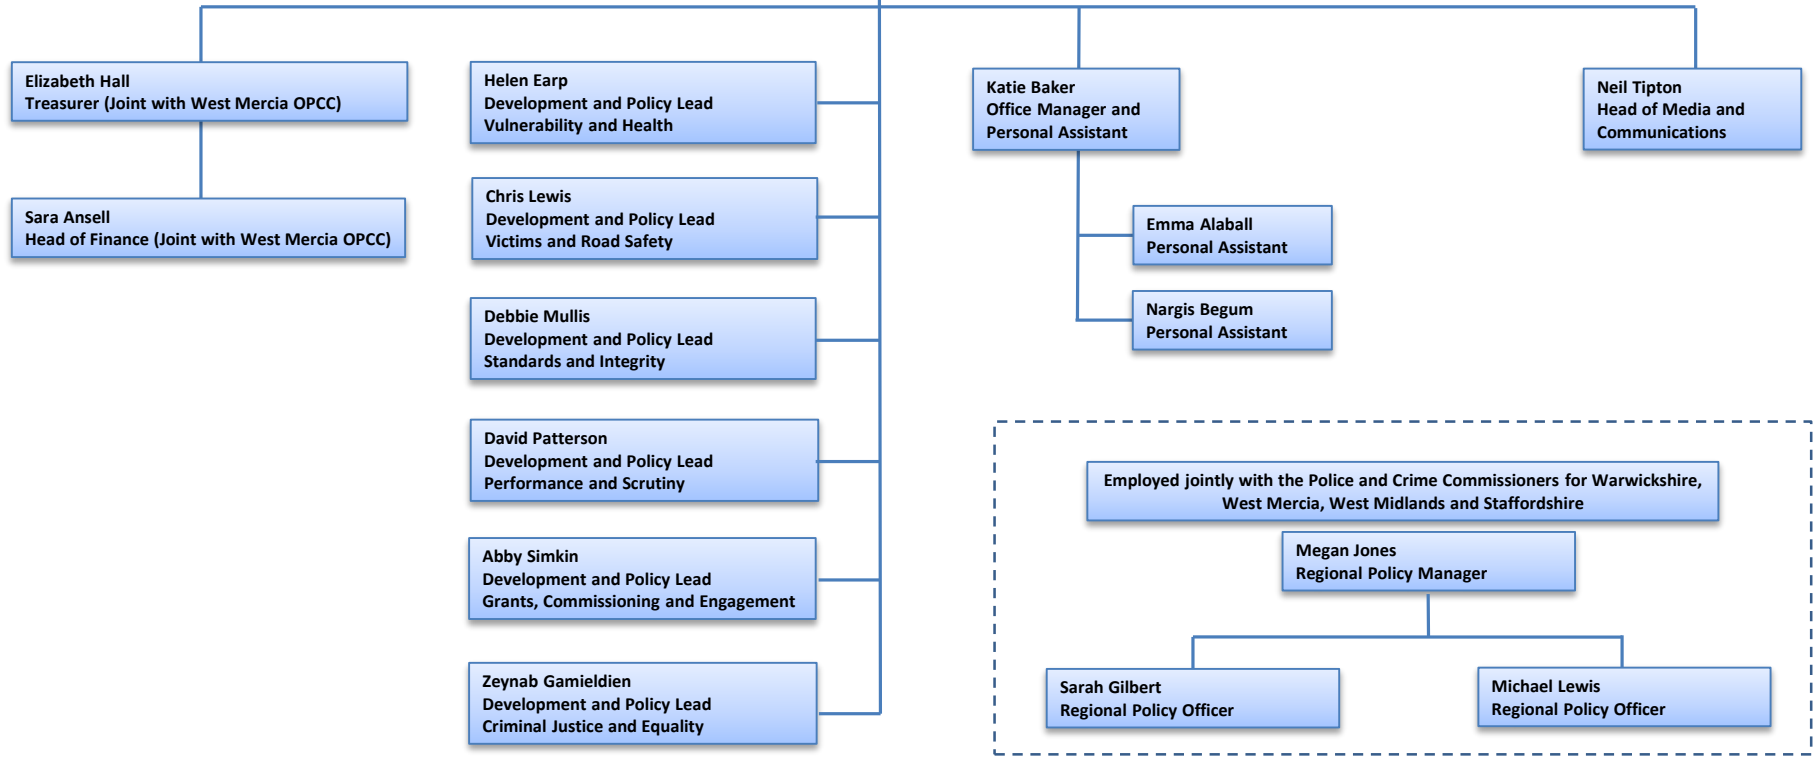 Elizabeth Hall
Treasurer (Joint with West Mercia OPCC)
Sara Ansell
Head of Finance (Joint with West Mercia OPCC)
Helen Earp
Development and Policy Lead
Vulnerability and Health
Chris Lewis
Development and Policy Lead
Victims and Road Safety
Debbie Mullis
Development and Policy Lead
Standards and Integrity
David Patterson
Development and Policy Lead
Performance and Scrutiny
Abby Simkin
Development and Policy Lead
Grants, Commissioning and Engagement
Zeynab Gamieldien
Development and Policy Lead
Criminal Justice and Equality
Katie Baker
Office Manager and
Personal Assistant
Emma Alaball
Personal Assistant
Nargis Begum
Personal Assistant
Neil Tipton
Head of Media and
Communications
Employed jointly with the Police and Crime Commissioners for Warwickshire,
West Mercia, West Midlands and Staffordshire
Megan Jones
Regional Policy Manager
Sarah Gilbert
Regional Policy Officer
Michael Lewis
Regional Policy Officer